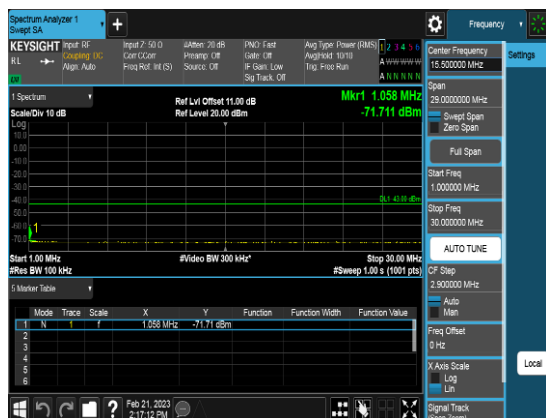 Spectrum Analyzer 1
Swept SA
Frequency
KEYSIGHT
RL
Input: RF
Coupling: DC
Align: Auto
Input Z: 50 Ω
Corr CCorr
Freq Ref: Int (S)
#Atten: 20 dB
Preamp: Off
Source: Off
PNO: Fast
Gate: Off
IF Gain: Low
Sig Track: Off
Avg Type: Power (RMS)
Avg|Hold: 10/10
Trig: Free Run
1 2 3 4 5 6
A W W W W W
A N N N N N
1 Spectrum
Scale/Div 10 dB
Ref Lvl Offset 11.00 dB
Ref Level 20.00 dBm
Mkr1 1.058 MHz
-71.711 dBm
Log
10.0
0.00
-10.0
-20.0
-30.0
-40.0
-50.0
-60.0
-70.0
DL1 -43.00 dBm
1
Start 1.00 MHz
#Video BW 300 kHz*
Stop 30.00 MHz
#Res BW 100 kHz
#Sweep 1.00 s (1001 pts)
5 Marker Table
Mode Trace Scale X Y Function Function Width Function Value
1 N 1 f 1.058 MHz -71.71 dBm
2
3
4
5
6
Feb 21, 2023
2:17:12 PM
Center Frequency
15.500000 MHz
Span
29.0000000 MHz
Swept Span
Zero Span
Full Span
Start Freq
1.000000 MHz
Stop Freq
30.000000 MHz
AUTO TUNE
CF Step
2.900000 MHz
Auto
Man
Freq Offset
0 Hz
X Axis Scale
Log
Lin
Signal Track
(Span Zoom)
Settings
Local